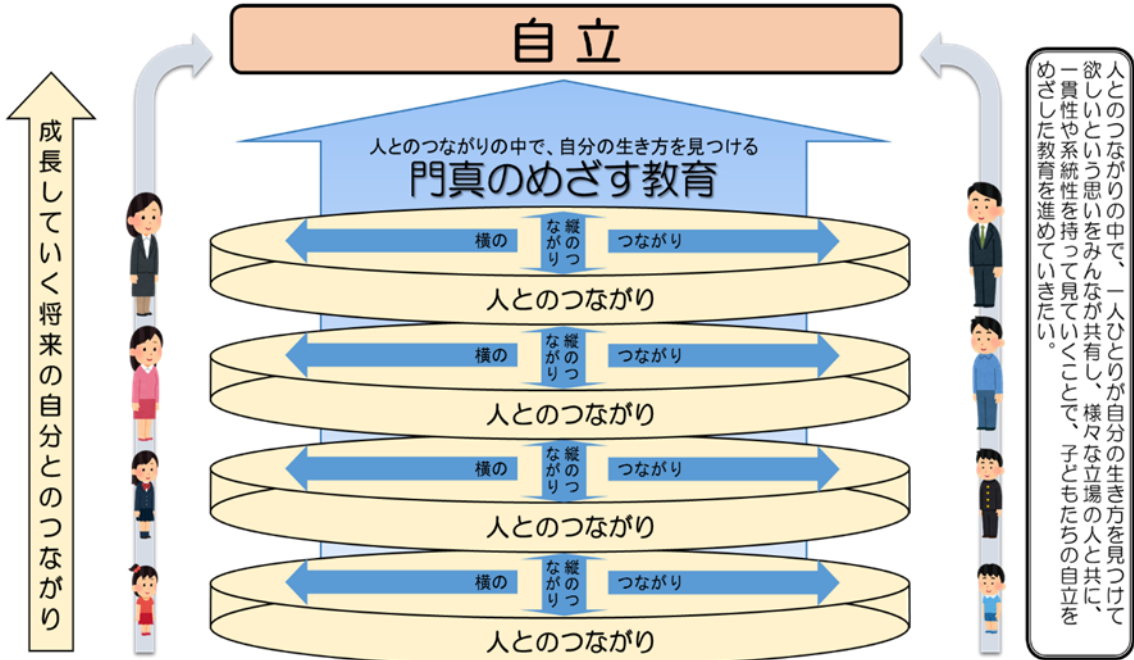 自立
人とのつながりの中で、自分の生き方を見つける
門真のめざす教育
横の
縦のつ
ながり
つながり
人とのつながり
横の
縦のつ
ながり
つながり
人とのつながり
横の
縦のつ
ながり
つながり
人とのつながり
横の
縦のつ
ながり
つながり
人とのつながり
成長していく将来の自分とのつながり
人とのつながりの中で、一人ひとりが自分の生き方を見つけて
欲しいという思いをみんなが共有し、様々な立場の人と共に、
一貫性や系統性を持って見ていくことで、子どもたちの自立を
めざした教育を進めていきたい。